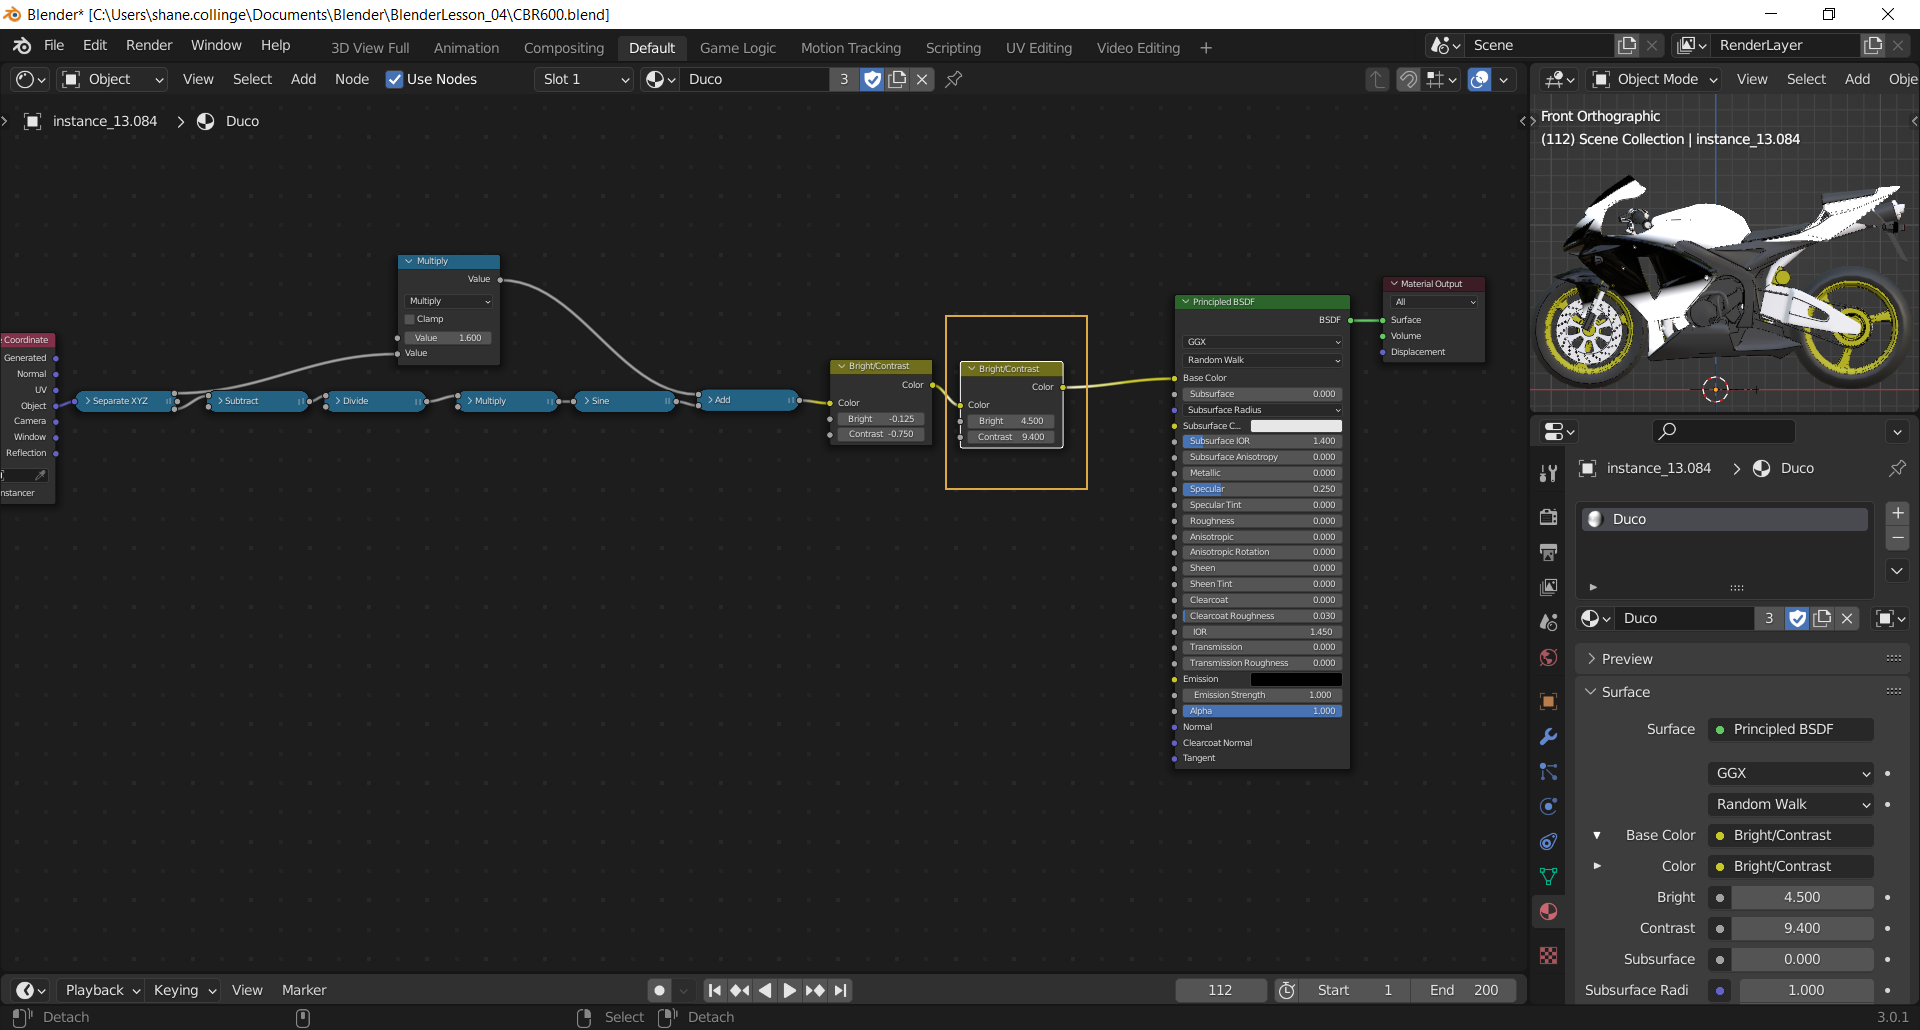 Blender* [C:\Users\shane.collinge\Documents\Blender\BlenderLesson_04\CBR600.blend]
File Edit Render Window Help
3D View Full Animation Compositing Default Game Logic Motion Tracking Scripting UV Editing Video Editing +
Scene
RenderLayer
Object View Select Add Node Use Nodes Slot 1 Duco 3
instance_13.084 > Duco
Multiply
Value
Multiply
Clamp
Value 1.600
Value
Coordinate
Generated
Normal
UV
Object
Camera
Window
Reflection
nstancer
Separate XYZ
Subtract
Divide
Multiply
Sine
Add
Bright/Contrast
Color
Color
Bright -0.125
Contrast -0.750
Bright/Contrast
Color
Color
Bright 4.500
Contrast 9.400
Principled BSDF
BSDF
GGX
Random Walk
Base Color
Subsurface 0.000
Subsurface Radius
Subsurface C...
Subsurface IOR 1.400
Subsurface Anisotropy 0.000
Metallic 0.000
Specular 0.250
Specular Tint 0.000
Roughness 0.000
Anisotropic 0.000
Anisotropic Rotation 0.000
Sheen 0.000
Sheen Tint 0.000
Clearcoat 0.000
Clearcoat Roughness 0.030
IOR 1.450
Transmission 0.000
Transmission Roughness 0.000
Emission
Emission Strength 1.000
Alpha 1.000
Normal
Clearcoat Normal
Tangent
Material Output
All
Surface
Volume
Displacement
Object Mode View Select Add Obje
Front Orthographic
(112) Scene Collection | instance_13.084
instance_13.084 > Duco
Duco
Duco 3
Preview
Surface
Surface Principled BSDF
GGX
Random Walk
Base Color Bright/Contrast
Color Bright/Contrast
Bright 4.500
Contrast 9.400
Subsurface 0.000
Subsurface Radi 1.000
Playback Keying View Marker
112
Start 1
End 200
Detach
Select
Detach
3.0.1